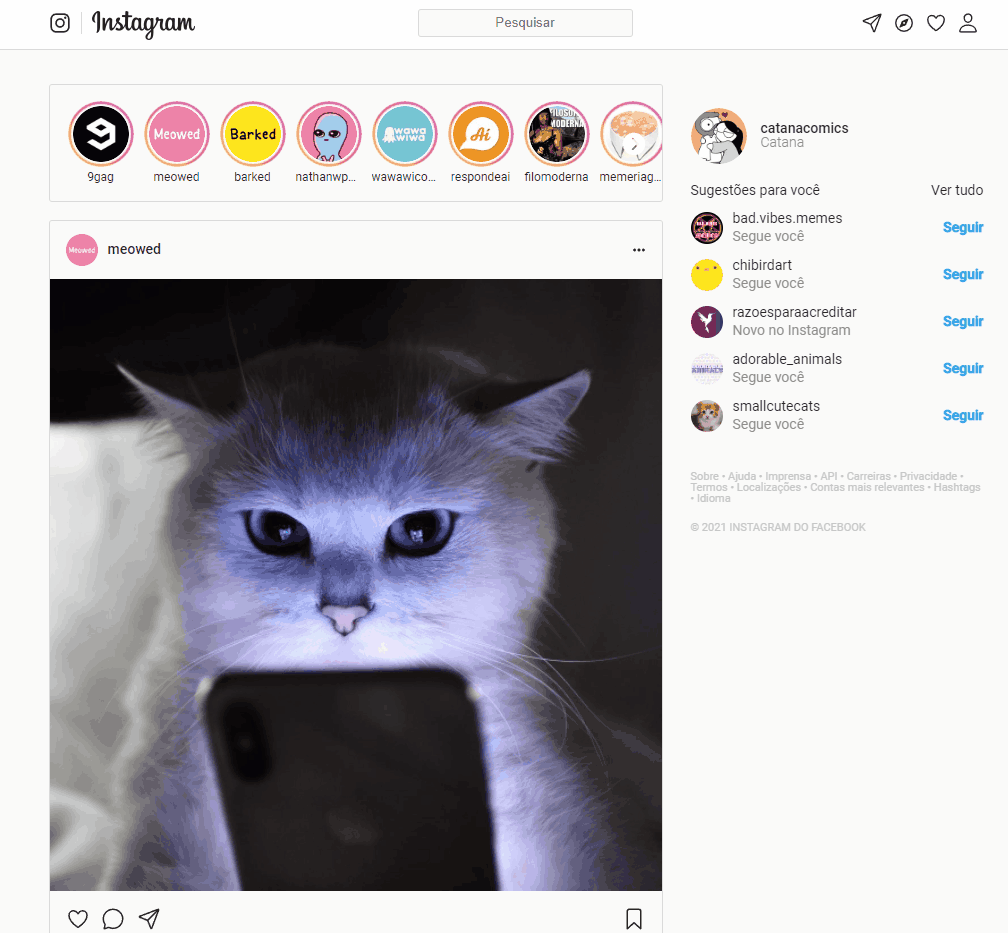 Instagram
Pesquisar
Meowed
Barked
wawa
wiwa
Ai
FILOSOF
MODERNA
9gag
meowed
barked
nathanwp...
wawawico...
respondeai
filomoderna
memeriag...
catanacomics
Catana
Sugestões para você
Ver tudo
bad.vibes.memes
Segue você
Seguir
chibirdart
Segue você
Seguir
razoesparaacreditar
Novo no Instagram
Seguir
adorable_animals
Segue você
Seguir
smallcutecats
Segue você
Seguir
Sobre • Ajuda • Imprensa • API • Carreiras • Privacidade •
Termos • Localizações • Contas mais relevantes • Hashtags
• Idioma
© 2021 INSTAGRAM DO FACEBOOK
Meowed
meowed